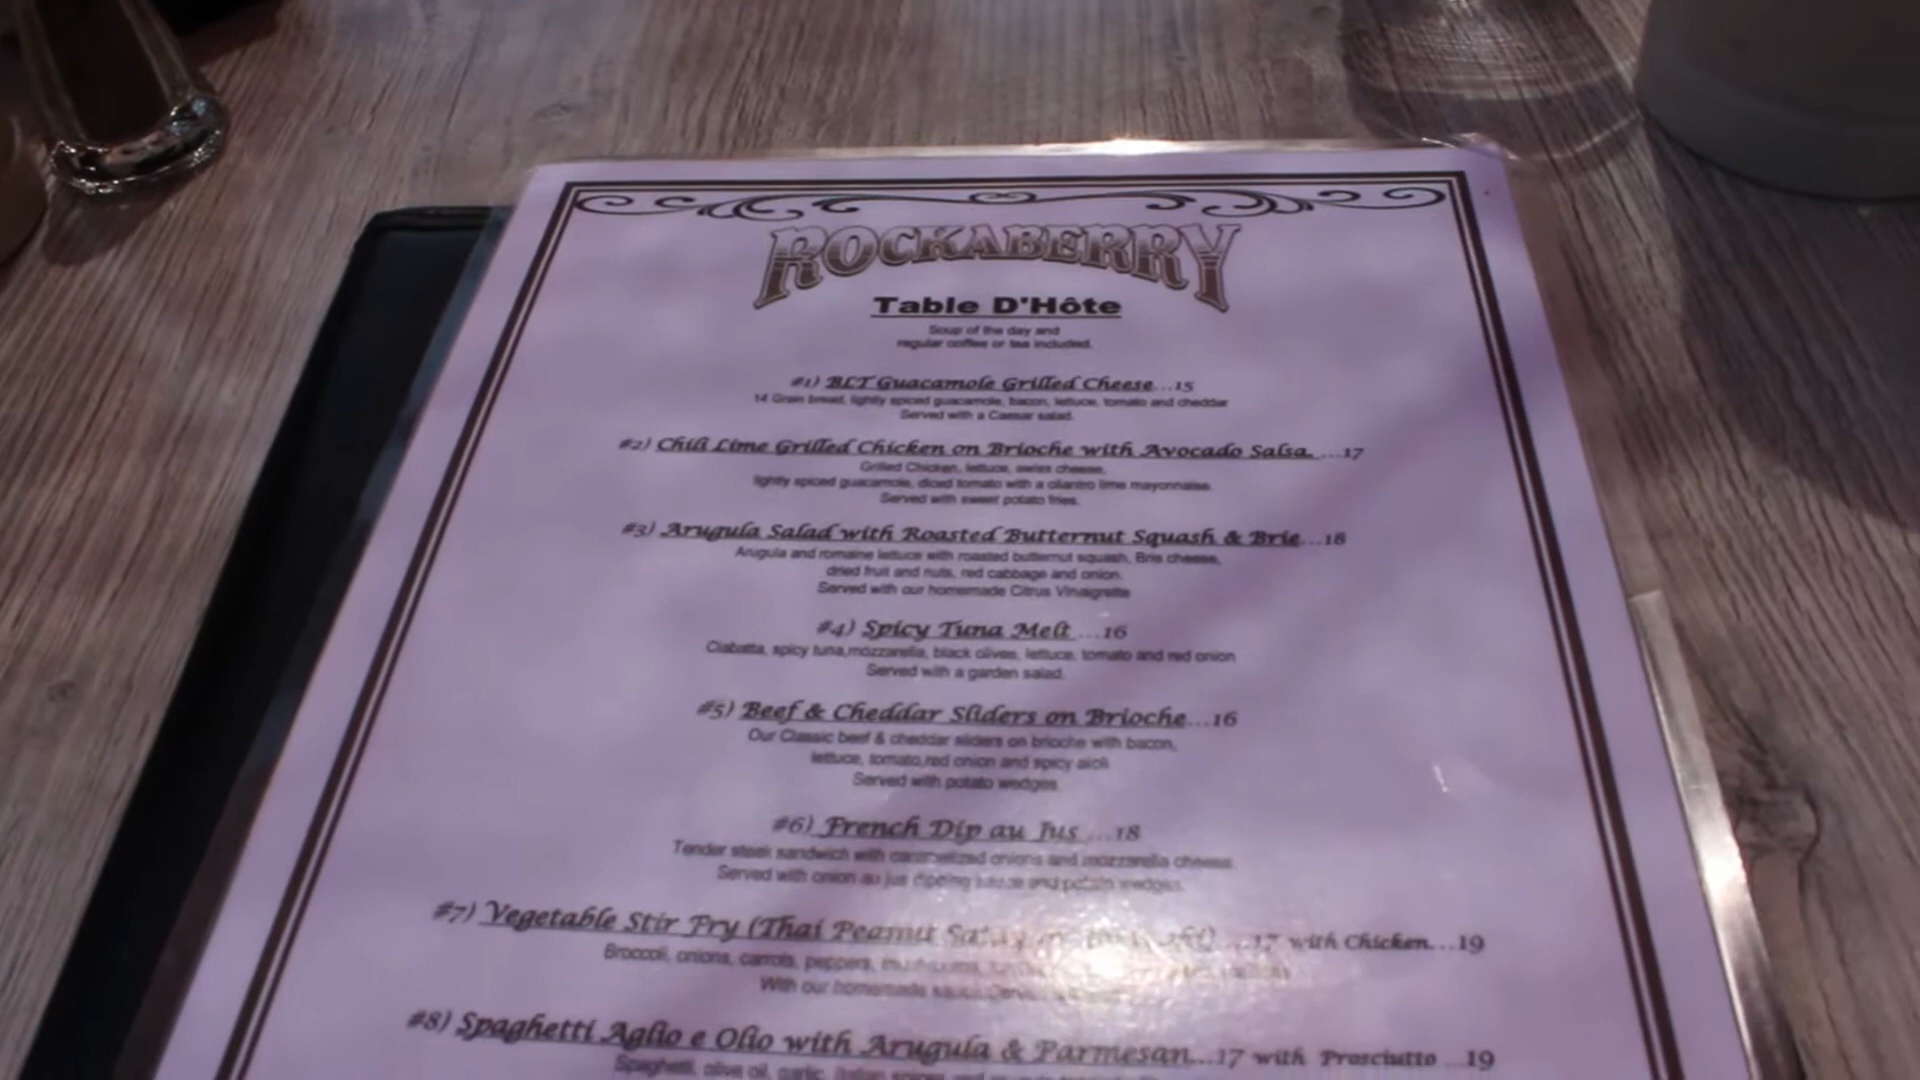 ROCKABERRY
Table D'Hôte
Soup of the day and
regular coffee or tea included.
#1) BLT Guacamole Grilled Cheese...15
14 Grain bread, lightly spiced guacamole, bacon, lettuce, tomato and cheddar
Served with a Caesar salad.
#2) Chili Lime Grilled Chicken on Brioche with Avocado Salsa. ...17
Grilled Chicken, lettuce, swiss cheese,
lightly spiced guacamole, diced tomato with a cilantro lime mayonnaise.
Served with sweet potato fries.
#3) Arugula Salad with Roasted Butternut Squash & Brie...18
Arugula and romaine lettuce with roasted butternut squash, Brie cheese,
dried fruit and nuts, red cabbage and onion.
Served with our homemade Citrus Vinaigrette
#4) Spicy Tuna Melt ...16
Ciabatta, spicy tuna,mozzarella, black olives, lettuce, tomato and red onion
Served with a garden salad.
#5) Beef & Cheddar Sliders on Brioche...16
Our Classic beef & cheddar sliders on brioche with bacon,
lettuce, tomato,red onion and spicy aioli
Served with potato wedges.
#6) French Dip au Jus ...18
Tender steak sandwich with caramelized onions and mozzarella cheese.
Served with onion au jus dipping sauce and potato wedges.
#7) Vegetable Stir Fry (Thai Peanut Satay ...17 with Chicken...19
Broccoli, onions, carrots, peppers, mushrooms,
With our homemade sauce.
#8) Spaghetti Aglio e Olio with Arugula & Parmesan...17 with Prosciutto ...19
Spaghetti, olive oil, garlic, Italian spices and